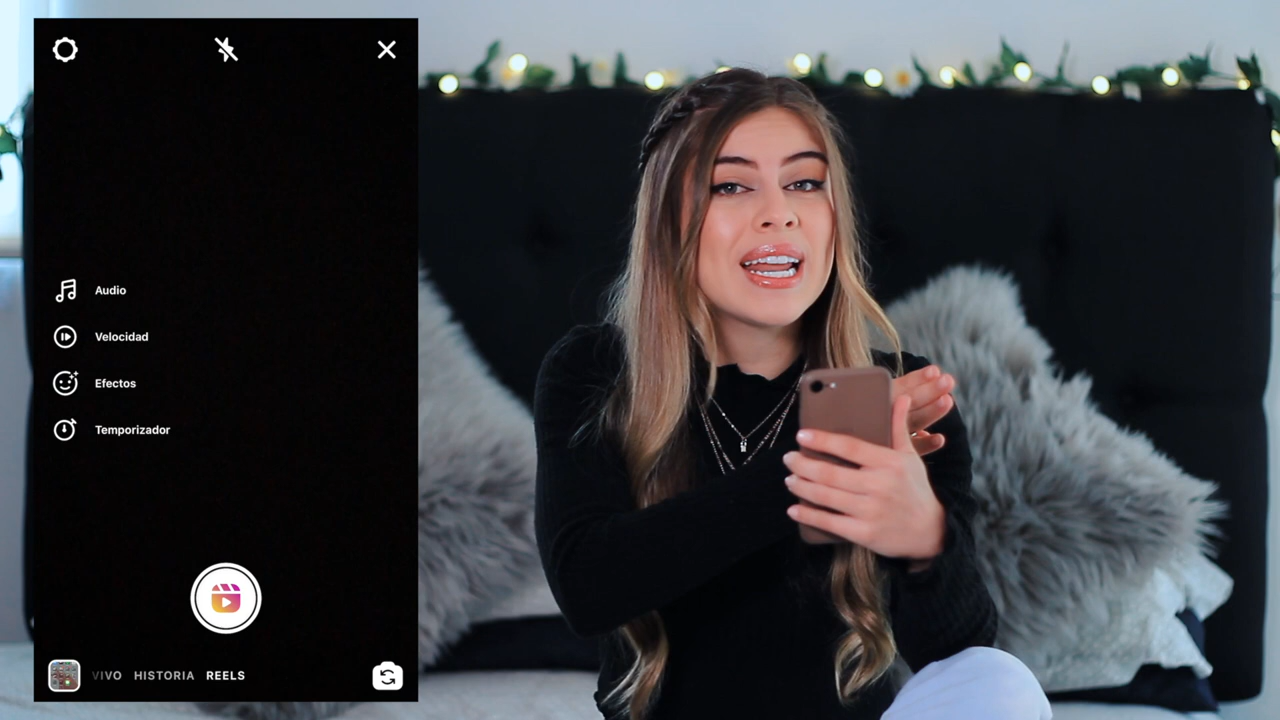 Audio
Velocidad
Efectos
Temporizador
VIVO HISTORIA REELS